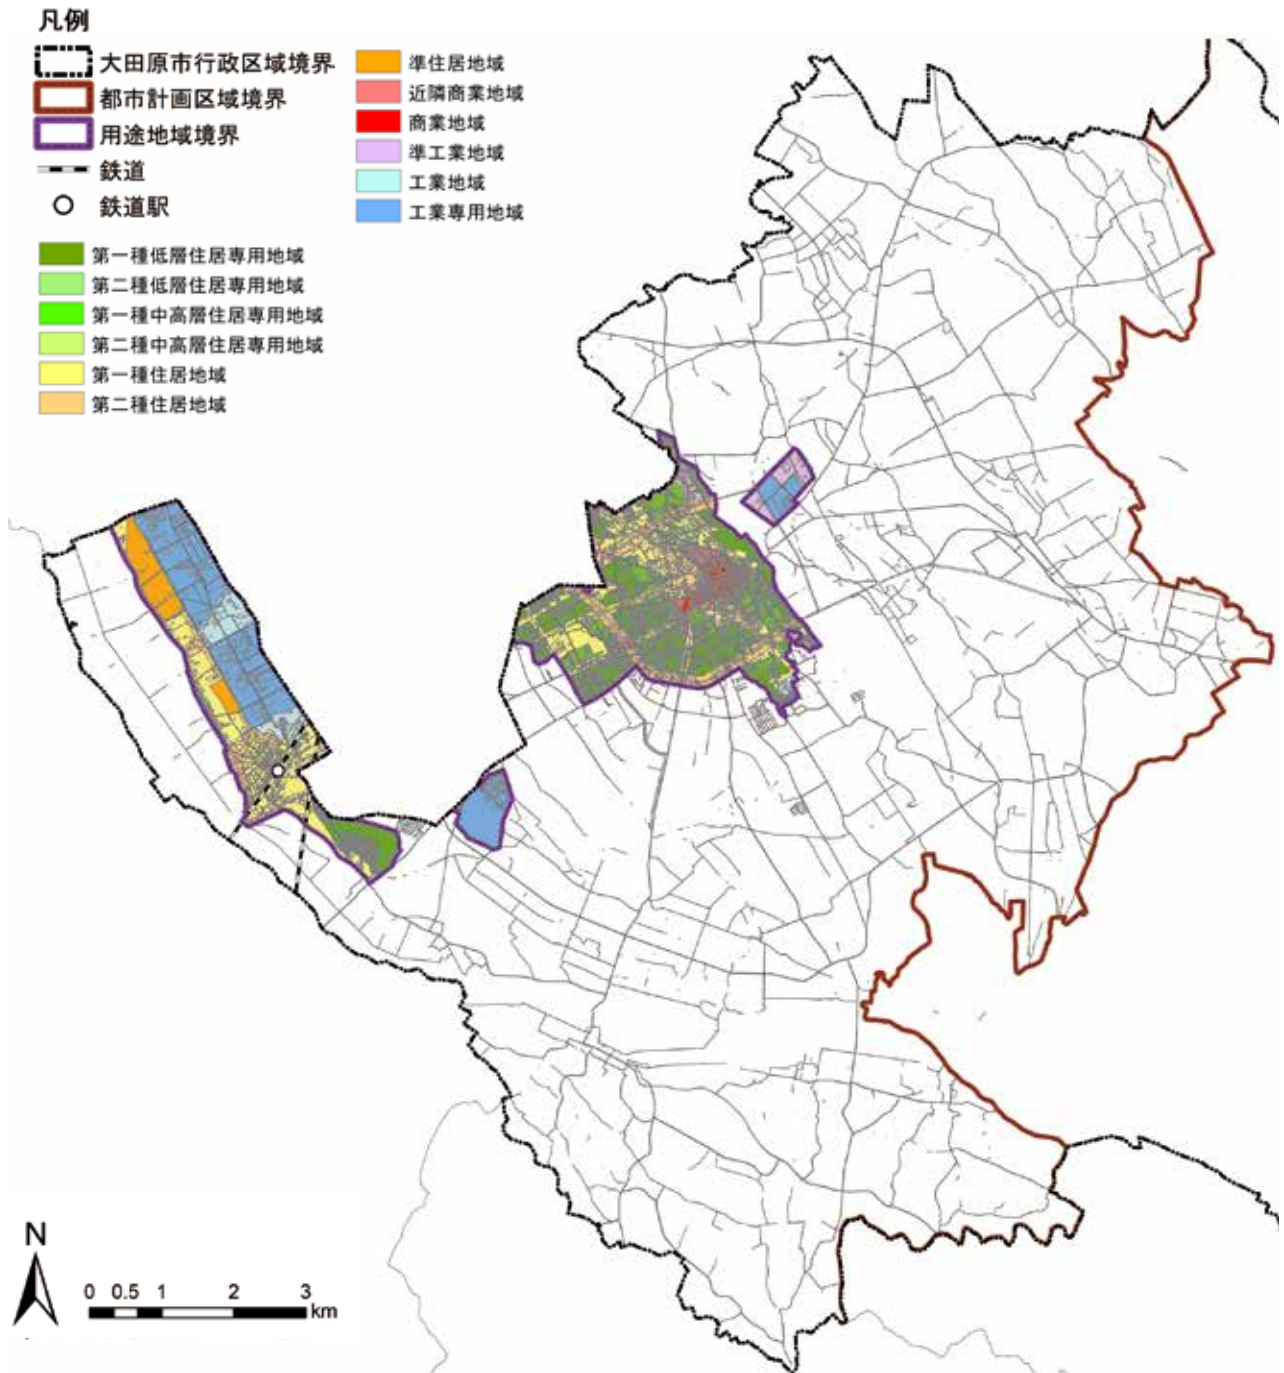 凡例
大田原市行政区域境界
都市計画区域境界
用途地域境界
鉄道
鉄道駅
準住居地域
近隣商業地域
商業地域
準工業地域
工業地域
工業専用地域
第一種低層住居専用地域
第二種低層住居専用地域
第一種中高層住居専用地域
第二種中高層住居専用地域
第一種住居地域
第二種住居地域
N
0 0.5 1 2 3
km